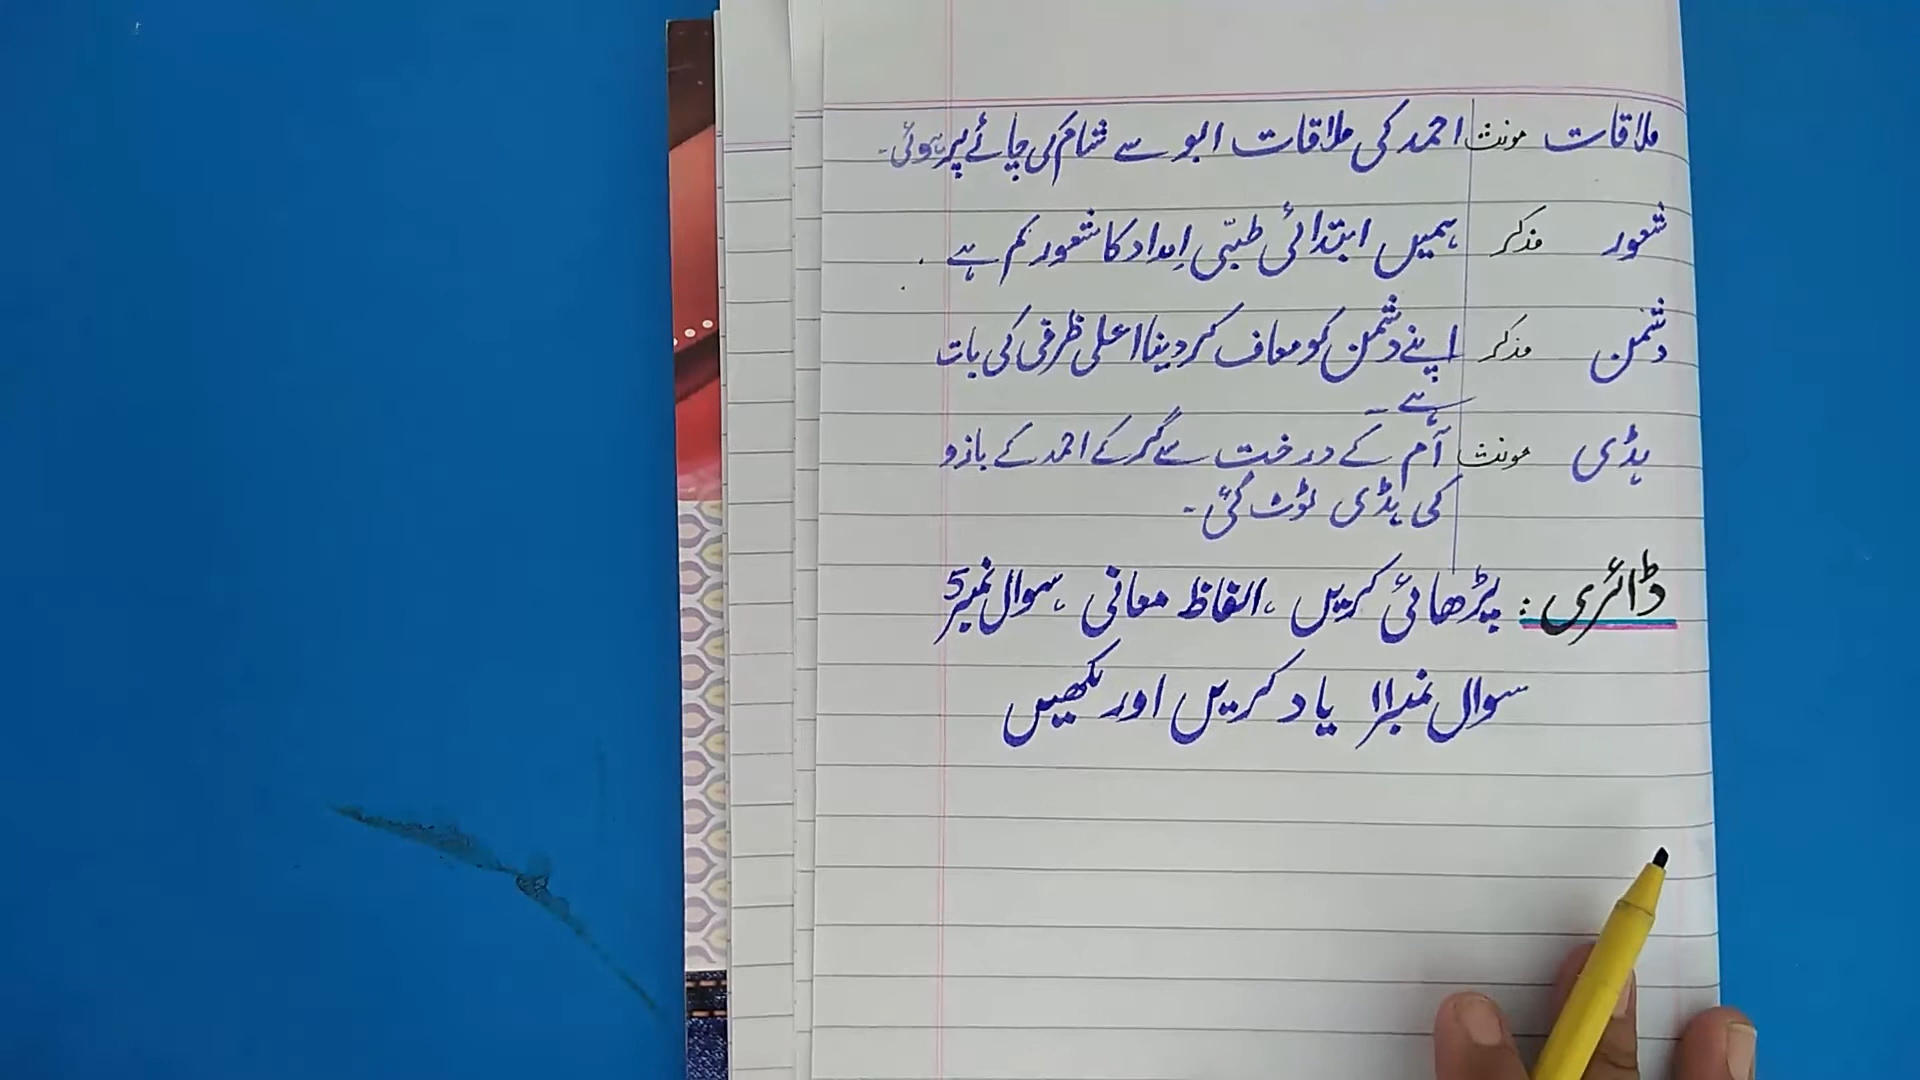 ملاقات مونث احمد کی ملاقات ابو سے شام کی چائے پر ہوئی۔
شعور مذکر ہمیں ابتدائی طبّی اِمداد کا شعور کم ہے۔
دشمن مذکر اپنے دشمن کو معاف کر دینا اعلی ظرفی کی بات
ہے۔
ہڈی مونث آم کے درخت سے گر کے احمد کے بازو
کی ہڈی ٹوٹ گئی۔
ڈائری: پڑھائی کریں، الفاظ معانی، سوال نمبر 5
سوال نمبر 11 یاد کریں اور لکھیں